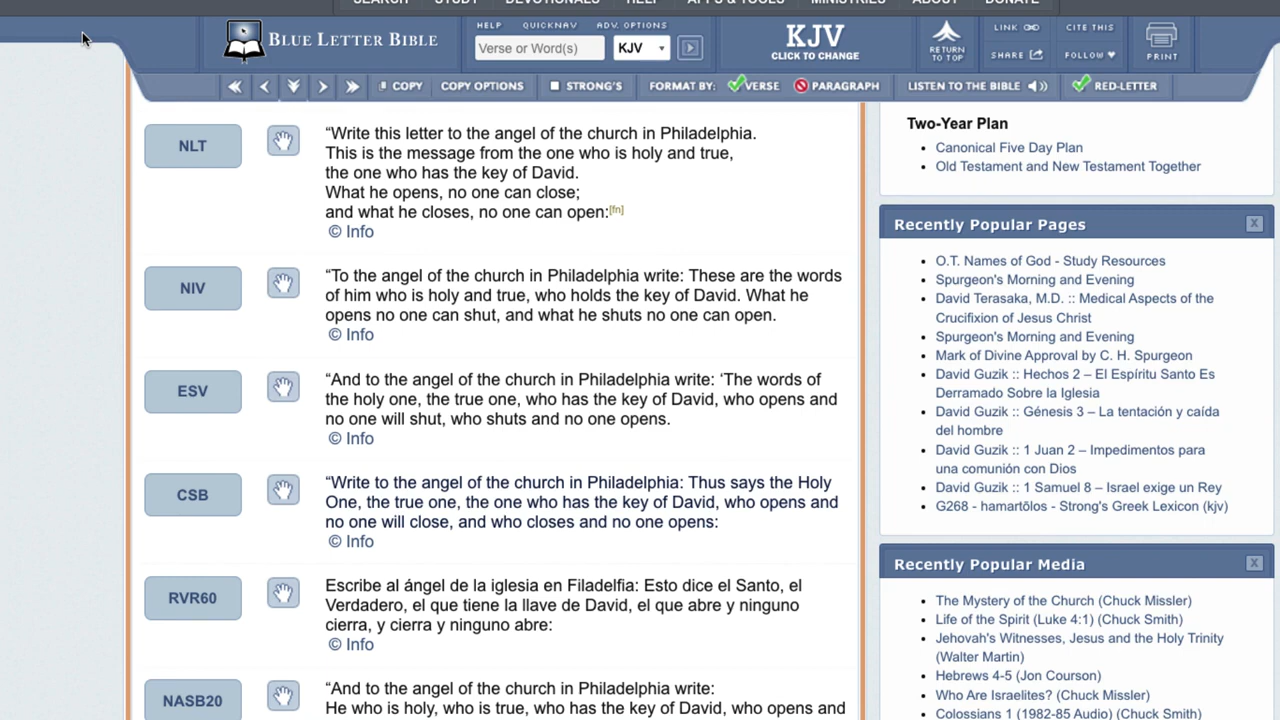 SEARCH STUDY DEVOTIONALS HELP APPS & TOOLS MINISTRIES ABOUT DONATE
BLUE LETTER BIBLE
HELP QUICKNAV ADV. OPTIONS
Verse or Word(s) KJV
KJV
CLICK TO CHANGE
RETURN
TO TOP
LINK CITE THIS
SHARE FOLLOW
PRINT
COPY COPY OPTIONS STRONG'S FORMAT BY: VERSE PARAGRAPH LISTEN TO THE BIBLE RED-LETTER
NLT
“Write this letter to the angel of the church in Philadelphia.
This is the message from the one who is holy and true,
the one who has the key of David.
What he opens, no one can close;
and what he closes, no one can open:[fn]
© Info
NIV
“To the angel of the church in Philadelphia write: These are the words
of him who is holy and true, who holds the key of David. What he
opens no one can shut, and what he shuts no one can open.
© Info
ESV
“And to the angel of the church in Philadelphia write: ‘The words of
the holy one, the true one, who has the key of David, who opens and
no one will shut, who shuts and no one opens.
© Info
CSB
“Write to the angel of the church in Philadelphia: Thus says the Holy
One, the true one, the one who has the key of David, who opens and
no one will close, and who closes and no one opens:
© Info
RVR60
Escribe al ángel de la iglesia en Filadelfia: Esto dice el Santo, el
Verdadero, el que tiene la llave de David, el que abre y ninguno
cierra, y cierra y ninguno abre:
© Info
NASB20
“And to the angel of the church in Philadelphia write:
He who is holy, who is true, who has the key of David, who opens and
Two-Year Plan
Canonical Five Day Plan
Old Testament and New Testament Together
Recently Popular Pages X
O.T. Names of God - Study Resources
Spurgeon's Morning and Evening
David Terasaka, M.D. :: Medical Aspects of the
Crucifixion of Jesus Christ
Spurgeon's Morning and Evening
Mark of Divine Approval by C. H. Spurgeon
David Guzik :: Hechos 2 – El Espíritu Santo Es
Derramado Sobre la Iglesia
David Guzik :: Génesis 3 – La tentación y caída
del hombre
David Guzik :: 1 Juan 2 – Impedimentos para
una comunión con Dios
David Guzik :: 1 Samuel 8 – Israel exige un Rey
G268 - hamartōlos - Strong's Greek Lexicon (kjv)
Recently Popular Media X
The Mystery of the Church (Chuck Missler)
Life of the Spirit (Luke 4:1) (Chuck Smith)
Jehovah's Witnesses, Jesus and the Holy Trinity
(Walter Martin)
Hebrews 4-5 (Jon Courson)
Who Are Israelites? (Chuck Missler)
Colossians 1 (1982-85 Audio) (Chuck Smith)